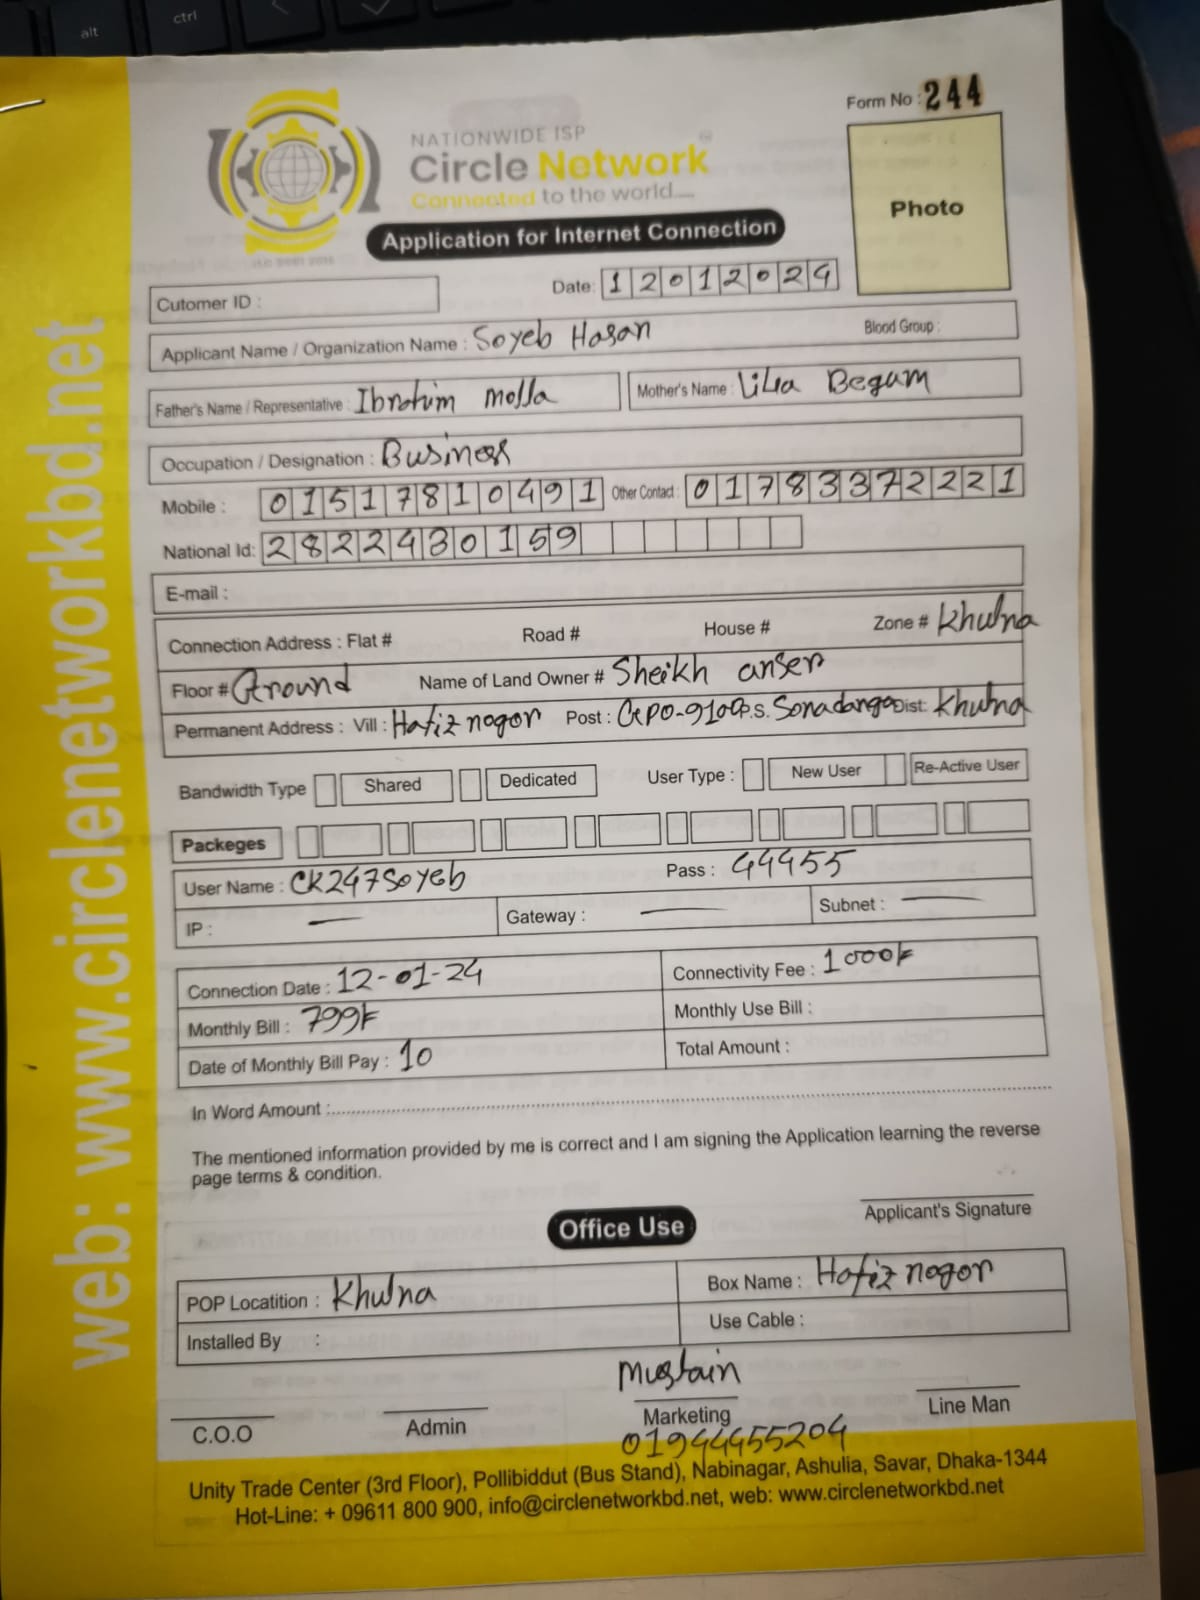 alt ctrl
Form No : 244
NATIONWIDE ISP
Circle Network
Connected to the world....
Photo
Application for Internet Connection
Cutomer ID :
Date: 12012024
Applicant Name / Organization Name : Soyeb Hasan Blood Group :
Father's Name / Representative : Ibrahim molla Mother's Name : Lilia Begum
Occupation / Designation : Business
Mobile : 01517810491 Other Contact : 01783372221
National Id: 2822430159
E-mail :
Connection Address : Flat # Road # House # Zone # Khulna
Floor # Ground Name of Land Owner # Sheikh anser
Permanent Address : Vill : Hafiz nogor Post : GPO-9100 P.S. Sonadanga Dist: Khulna
Bandwidth Type Shared Dedicated User Type : New User Re-Active User
Packeges
User Name : CK247Soyeb Pass : 44455
IP : — Gateway : — Subnet : —
Connection Date : 12-01-24 Connectivity Fee : 1000/-
Monthly Bill : 799/- Monthly Use Bill :
Date of Monthly Bill Pay : 10 Total Amount :
In Word Amount :
The mentioned information provided by me is correct and I am signing the Application learning the reverse
page terms & condition.
Applicant's Signature
Office Use
POP Locatition : Khulna Box Name : Hafiz nogor
Installed By : Use Cable :
Mustain
C.O.O Admin Marketing Line Man
01944455204
Unity Trade Center (3rd Floor), Pollibiddut (Bus Stand), Nabinagar, Ashulia, Savar, Dhaka-1344
Hot-Line: + 09611 800 900, info@circlenetworkbd.net, web: www.circlenetworkbd.net
web: www.circlenetworkbd.net